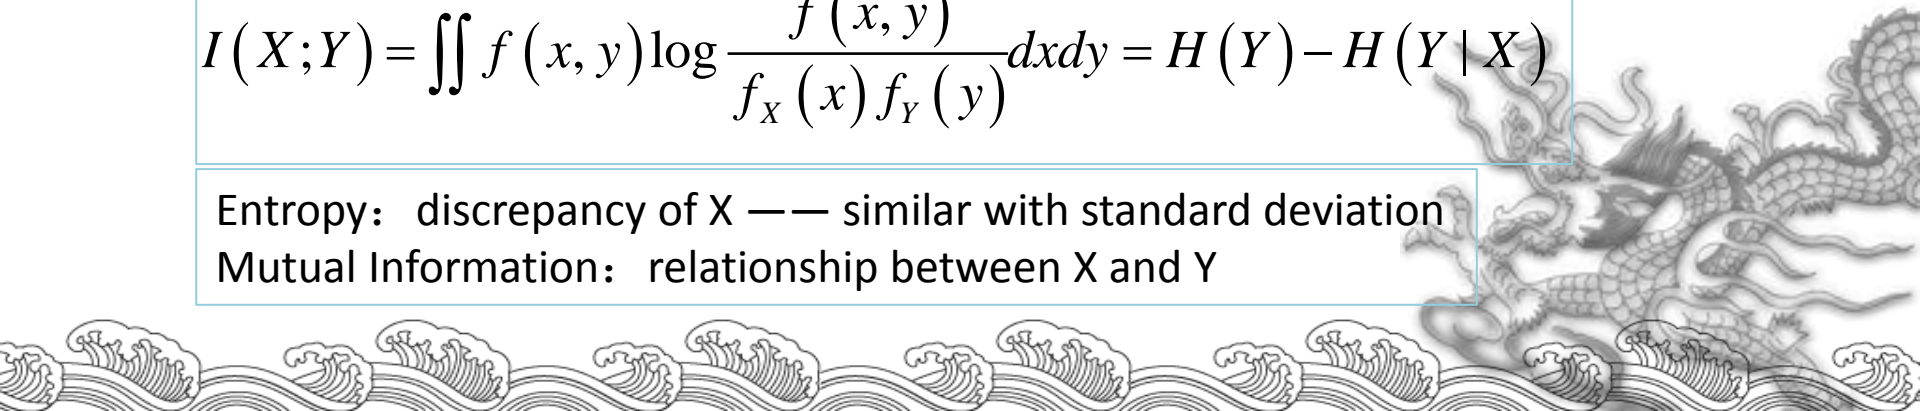 I(X;Y) = ∬ f(x,y) log f(x,y) / (f_X(x) f_Y(y)) dxdy = H(Y) − H(Y|X)
Entropy： discrepancy of X —— similar with standard deviation
Mutual Information： relationship between X and Y